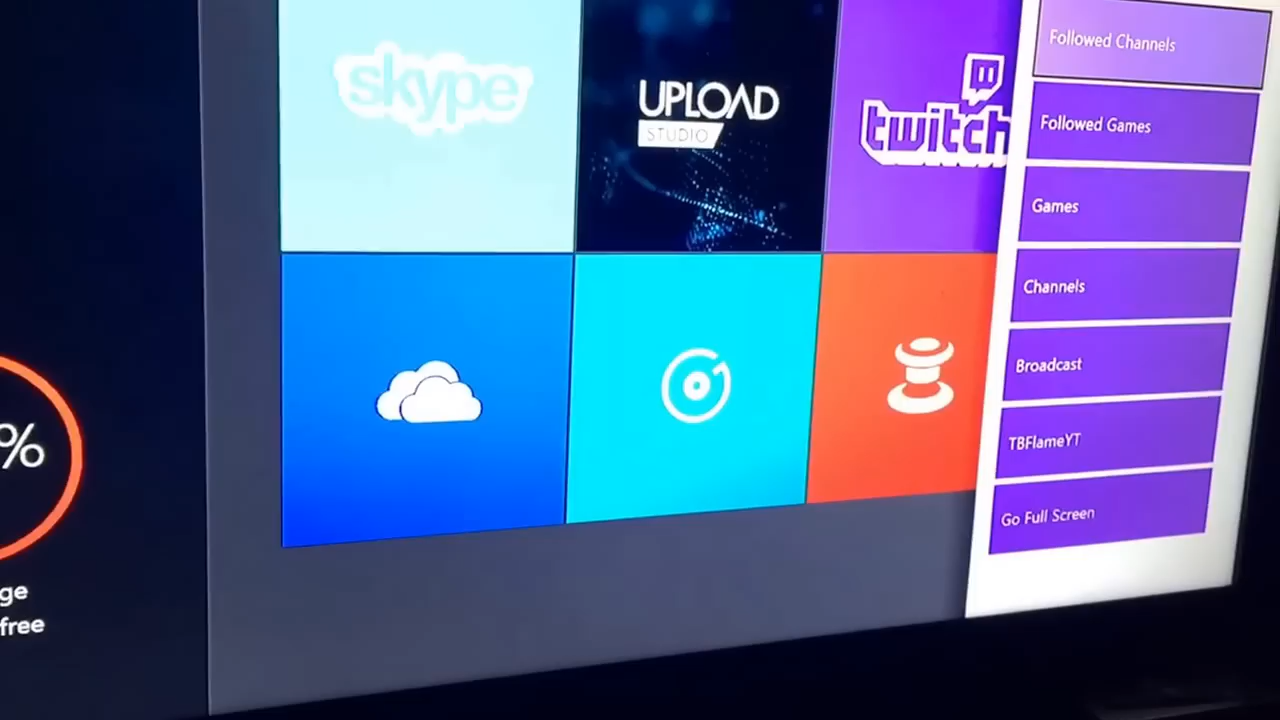 %
ge
free
skype
UPLOAD
STUDIO
twitch
Followed Channels
Followed Games
Games
Channels
Broadcast
TBFlameYT
Go Full Screen